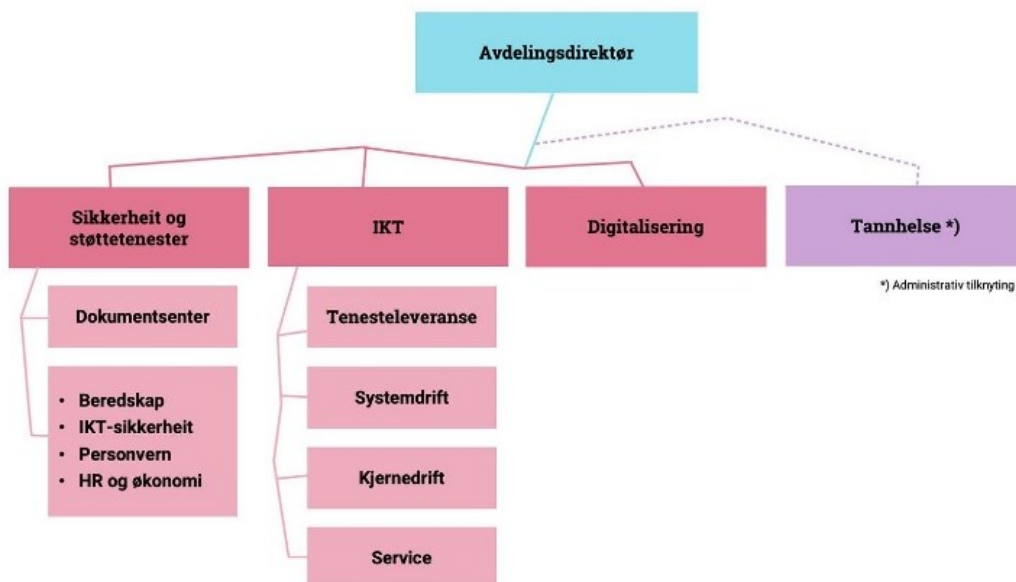 Avdelingsdirektør
Sikkerheit og
støttetenester
IKT
Digitalisering
Tannhelse *)
*) Administrativ tilknyting
Dokumentsenter
• Beredskap
• IKT-sikkerheit
• Personvern
• HR og økonomi
Tenesteleveranse
Systemdrift
Kjernedrift
Service